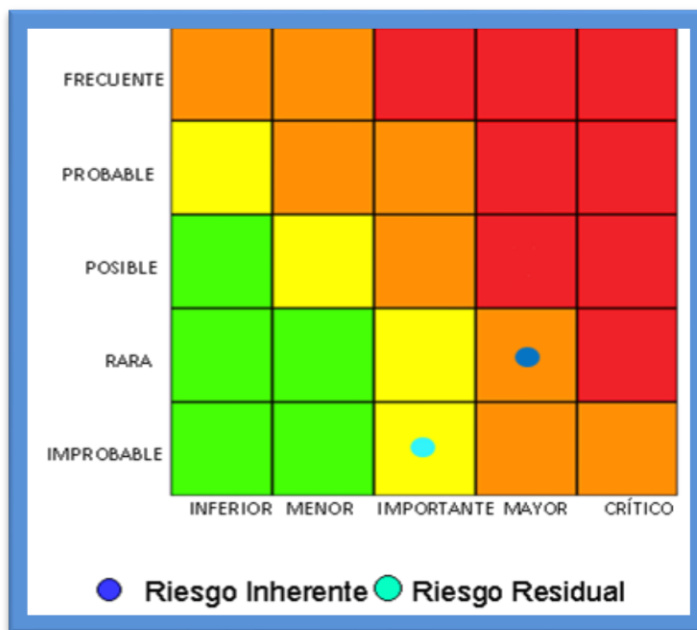 FRECUENTE
PROBABLE
POSIBLE
RARA
IMPROBABLE
INFERIOR MENOR IMPORTANTE MAYOR CRÍTICO
Riesgo Inherente Riesgo Residual